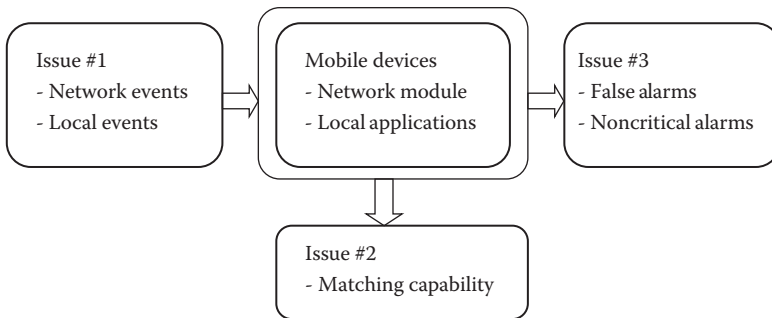 Issue #1
- Network events
- Local events
Mobile devices
- Network module
- Local applications
Issue #3
- False alarms
- Noncritical alarms
Issue #2
- Matching capability